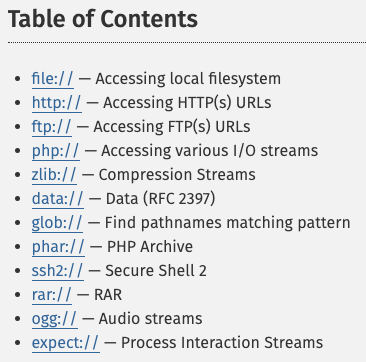 Table of Contents
• file:// — Accessing local filesystem
• http:// — Accessing HTTP(s) URLs
• ftp:// — Accessing FTP(s) URLs
• php:// — Accessing various I/O streams
• zlib:// — Compression Streams
• data:// — Data (RFC 2397)
• glob:// — Find pathnames matching pattern
• phar:// — PHP Archive
• ssh2:// — Secure Shell 2
• rar:// — RAR
• ogg:// — Audio streams
• expect:// — Process Interaction Streams